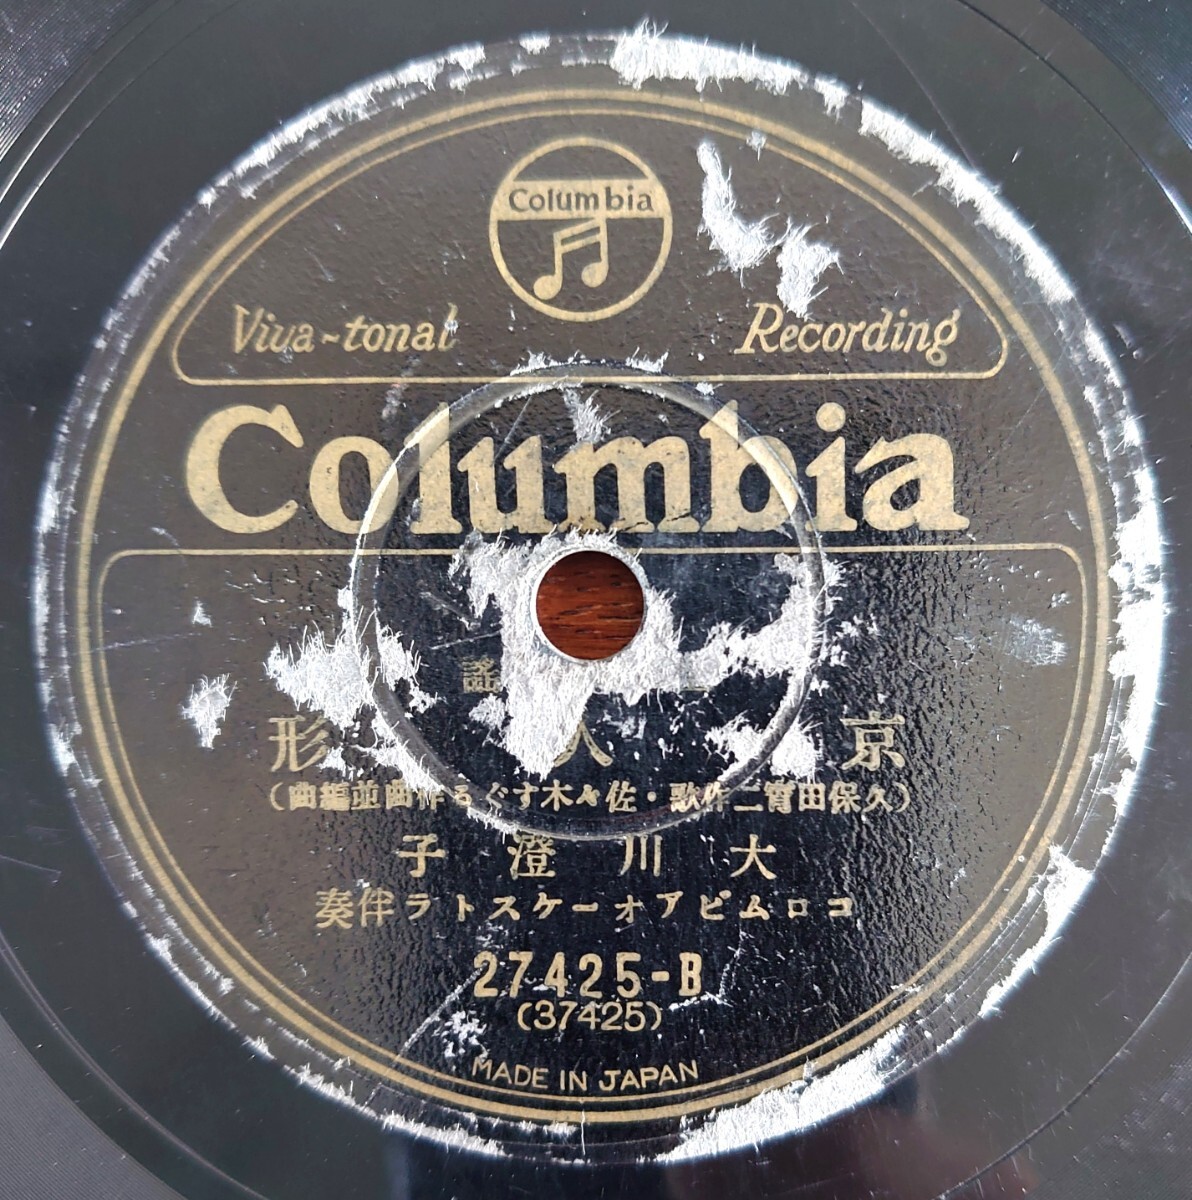 Columbia
Viva-tonal Recording
Columbia
謠
京人形
(久保田宵二作歌・佐々木すぐる作曲並編曲)
大川澄子
コロムビアオーケストラ伴奏
27425-B
(37425)
MADE IN JAPAN